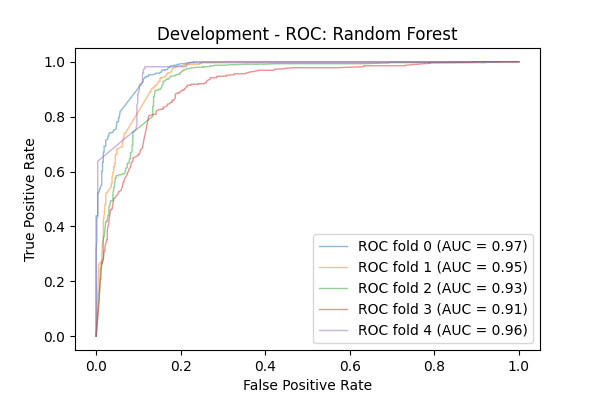 Development - ROC: Random Forest
True Positive Rate
1.0
0.8
0.6
0.4
0.2
0.0
ROC fold 0 (AUC = 0.97)
ROC fold 1 (AUC = 0.95)
ROC fold 2 (AUC = 0.93)
ROC fold 3 (AUC = 0.91)
ROC fold 4 (AUC = 0.96)
0.0 0.2 0.4 0.6 0.8 1.0
False Positive Rate